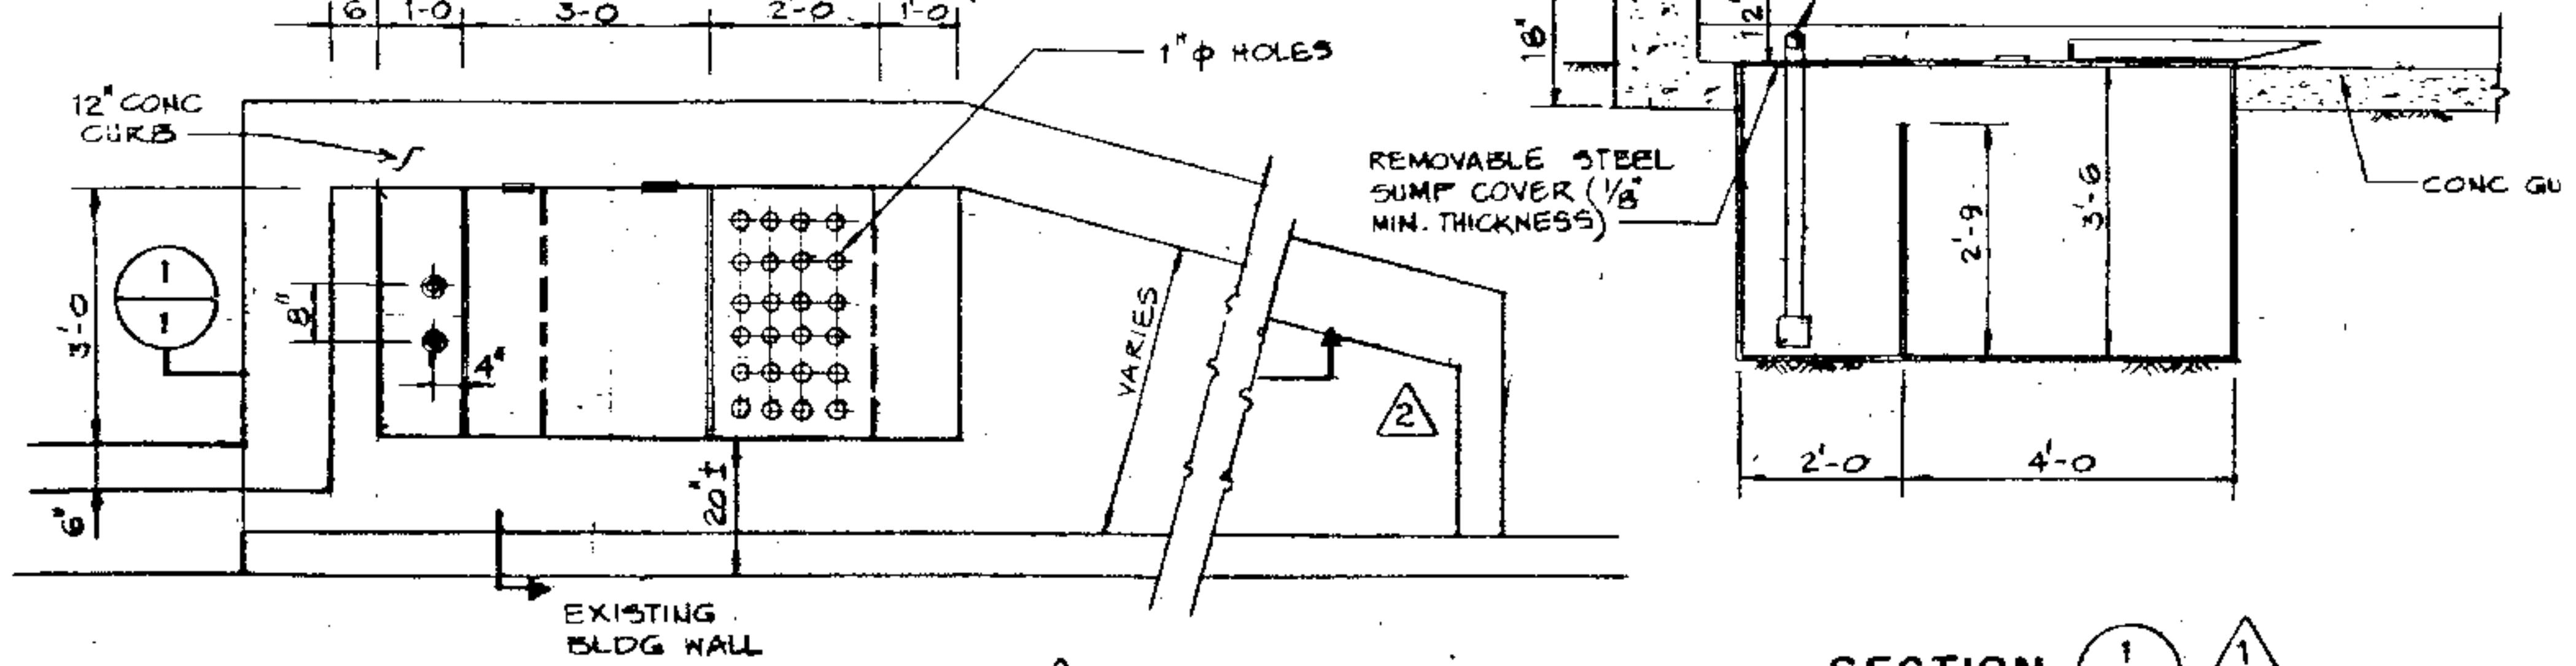 6 1-0 3-0 2'-0 1'-0
1" φ HOLES
12" CONC
CURB
3'-0
1
1
8"
4"
VARIES
2
20"±
6"
EXISTING
BLDG WALL
18"
12"
REMOVABLE STEEL
SUMP COVER (1/8"
MIN. THICKNESS)
2'-9
3'-6
CONC GU
2'-0 4'-0
SECTION 1 1